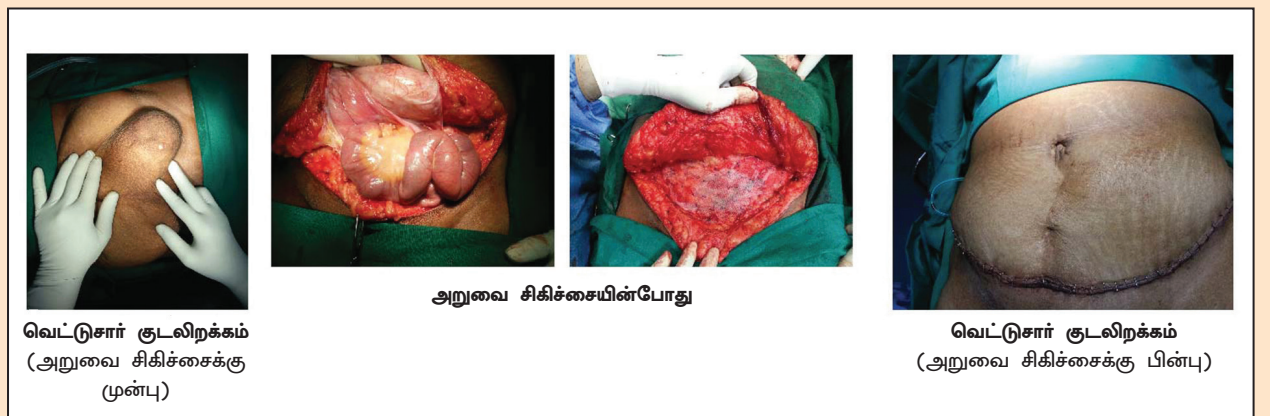 வெட்டுசார் குடலிறக்கம்
(அறுவை சிகிச்சைக்கு
முன்பு)
அறுவை சிகிச்சையின்போது
வெட்டுசார் குடலிறக்கம்
(அறுவை சிகிச்சைக்கு பின்பு)